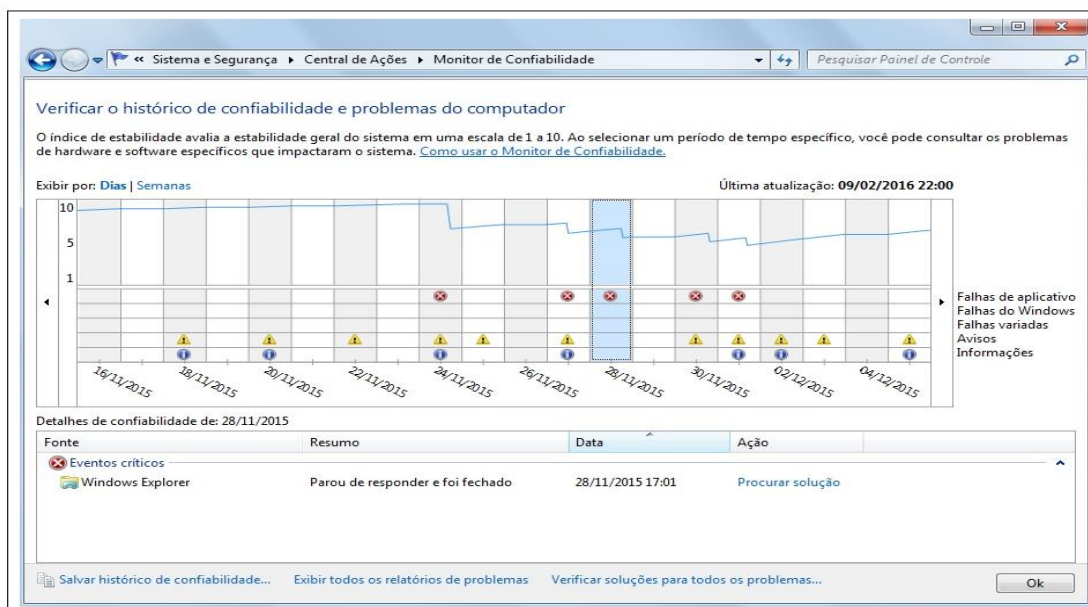 « Sistema e Segurança ▸ Central de Ações ▸ Monitor de Confiabilidade
Pesquisar Painel de Controle
Verificar o histórico de confiabilidade e problemas do computador
O índice de estabilidade avalia a estabilidade geral do sistema em uma escala de 1 a 10. Ao selecionar um período de tempo específico, você pode consultar os problemas
de hardware e software específicos que impactaram o sistema. Como usar o Monitor de Confiabilidade.
Exibir por: Dias | Semanas
Última atualização: 09/02/2016 22:00
10
5
1
Falhas de aplicativo
Falhas do Windows
Falhas variadas
Avisos
Informações
16/11/2015 18/11/2015 20/11/2015 22/11/2015 24/11/2015 26/11/2015 28/11/2015 30/11/2015 02/12/2015 04/12/2015
Detalhes de confiabilidade de: 28/11/2015
Fonte Resumo Data Ação
Eventos críticos
Windows Explorer Parou de responder e foi fechado 28/11/2015 17:01 Procurar solução
Salvar histórico de confiabilidade... Exibir todos os relatórios de problemas Verificar soluções para todos os problemas... Ok